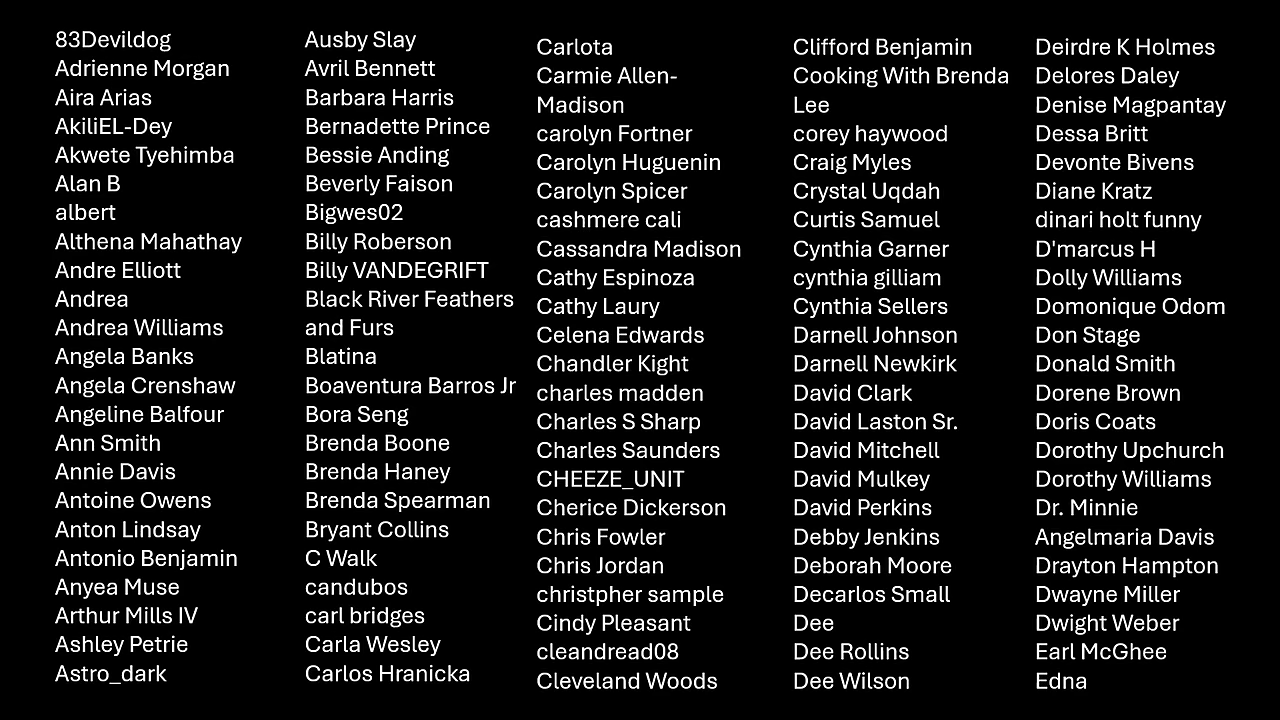 83Devildog
Adrienne Morgan
Aira Arias
AkiliEL-Dey
Akwete Tyehimba
Alan B
albert
Althena Mahathay
Andre Elliott
Andrea
Andrea Williams
Angela Banks
Angela Crenshaw
Angeline Balfour
Ann Smith
Annie Davis
Antoine Owens
Anton Lindsay
Antonio Benjamin
Anyea Muse
Arthur Mills IV
Ashley Petrie
Astro_dark
Ausby Slay
Avril Bennett
Barbara Harris
Bernadette Prince
Bessie Anding
Beverly Faison
Bigwes02
Billy Roberson
Billy VANDEGRIFT
Black River Feathers
and Furs
Blatina
Boaventura Barros Jr
Bora Seng
Brenda Boone
Brenda Haney
Brenda Spearman
Bryant Collins
C Walk
candubos
carl bridges
Carla Wesley
Carlos Hranicka
Carlota
Carmie Allen-
Madison
carolyn Fortner
Carolyn Huguenin
Carolyn Spicer
cashmere cali
Cassandra Madison
Cathy Espinoza
Cathy Laury
Celena Edwards
Chandler Kight
charles madden
Charles S Sharp
Charles Saunders
CHEEZE_UNIT
Cherice Dickerson
Chris Fowler
Chris Jordan
christpher sample
Cindy Pleasant
cleandread08
Cleveland Woods
Clifford Benjamin
Cooking With Brenda
Lee
corey haywood
Craig Myles
Crystal Uqdah
Curtis Samuel
Cynthia Garner
cynthia gilliam
Cynthia Sellers
Darnell Johnson
Darnell Newkirk
David Clark
David Laston Sr.
David Mitchell
David Mulkey
David Perkins
Debby Jenkins
Deborah Moore
Decarlos Small
Dee
Dee Rollins
Dee Wilson
Deirdre K Holmes
Delores Daley
Denise Magpantay
Dessa Britt
Devonte Bivens
Diane Kratz
dinari holt funny
D'marcus H
Dolly Williams
Domonique Odom
Don Stage
Donald Smith
Dorene Brown
Doris Coats
Dorothy Upchurch
Dorothy Williams
Dr. Minnie
Angelmaria Davis
Drayton Hampton
Dwayne Miller
Dwight Weber
Earl McGhee
Edna